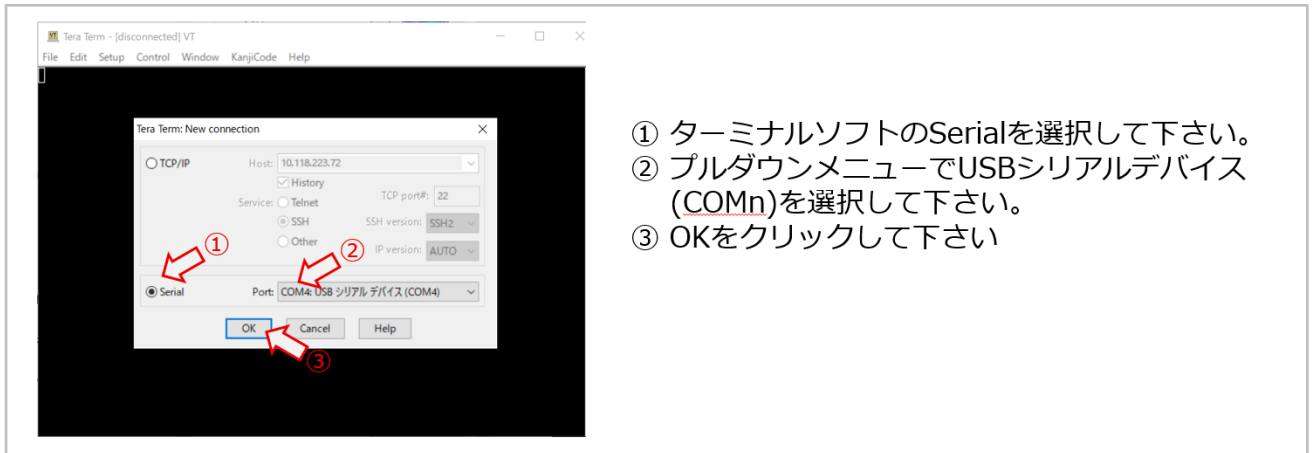 Tera Term - [disconnected] VT
File Edit Setup Control Window KanjiCode Help
Tera Term: New connection
TCP/IP Host: 10.118.223.72
History
Service: Telnet TCP port#: 22
SSH SSH version: SSH2
Other IP version: AUTO
① ②
Serial Port: COM4: USB シリアル デバイス (COM4)
OK Cancel Help
③
① ターミナルソフトのSerialを選択して下さい。
② プルダウンメニューでUSBシリアルデバイス
(COMn)を選択して下さい。
③ OKをクリックして下さい